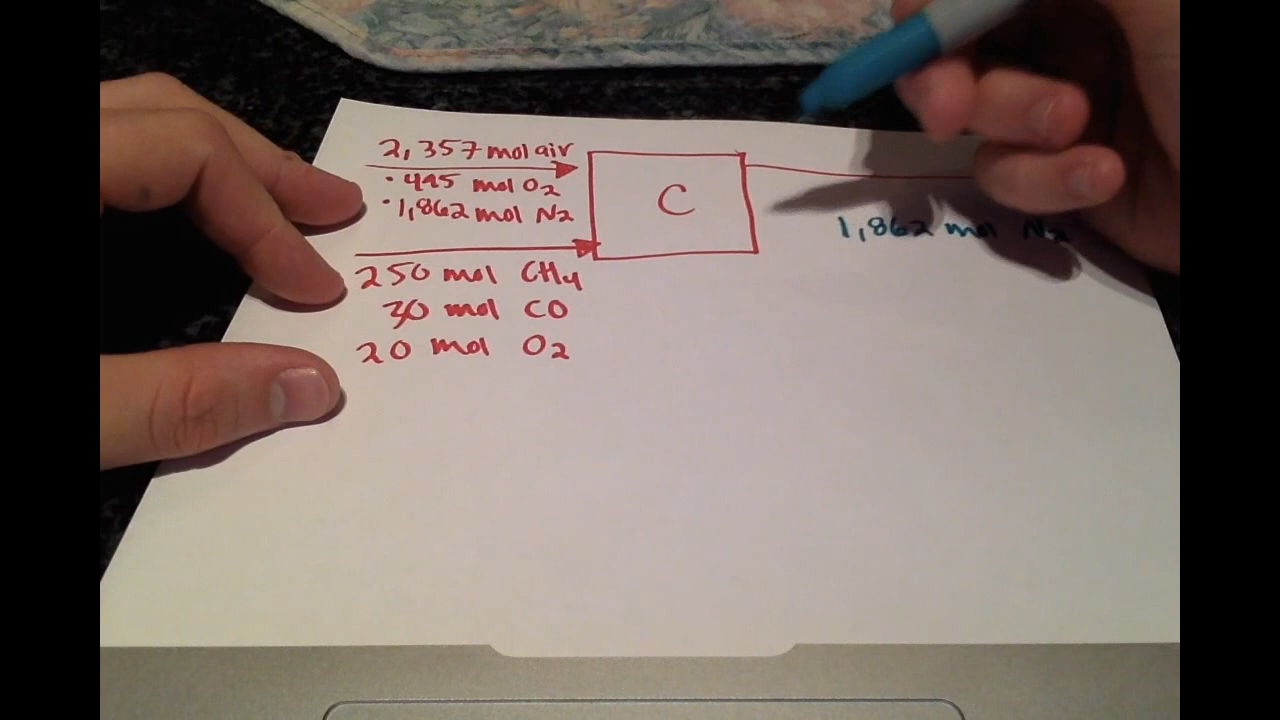 2,357 mol air
• 495 mol O2
• 1,862 mol N2
C
1,862 mol N2
250 mol CH4
30 mol CO
20 mol O2